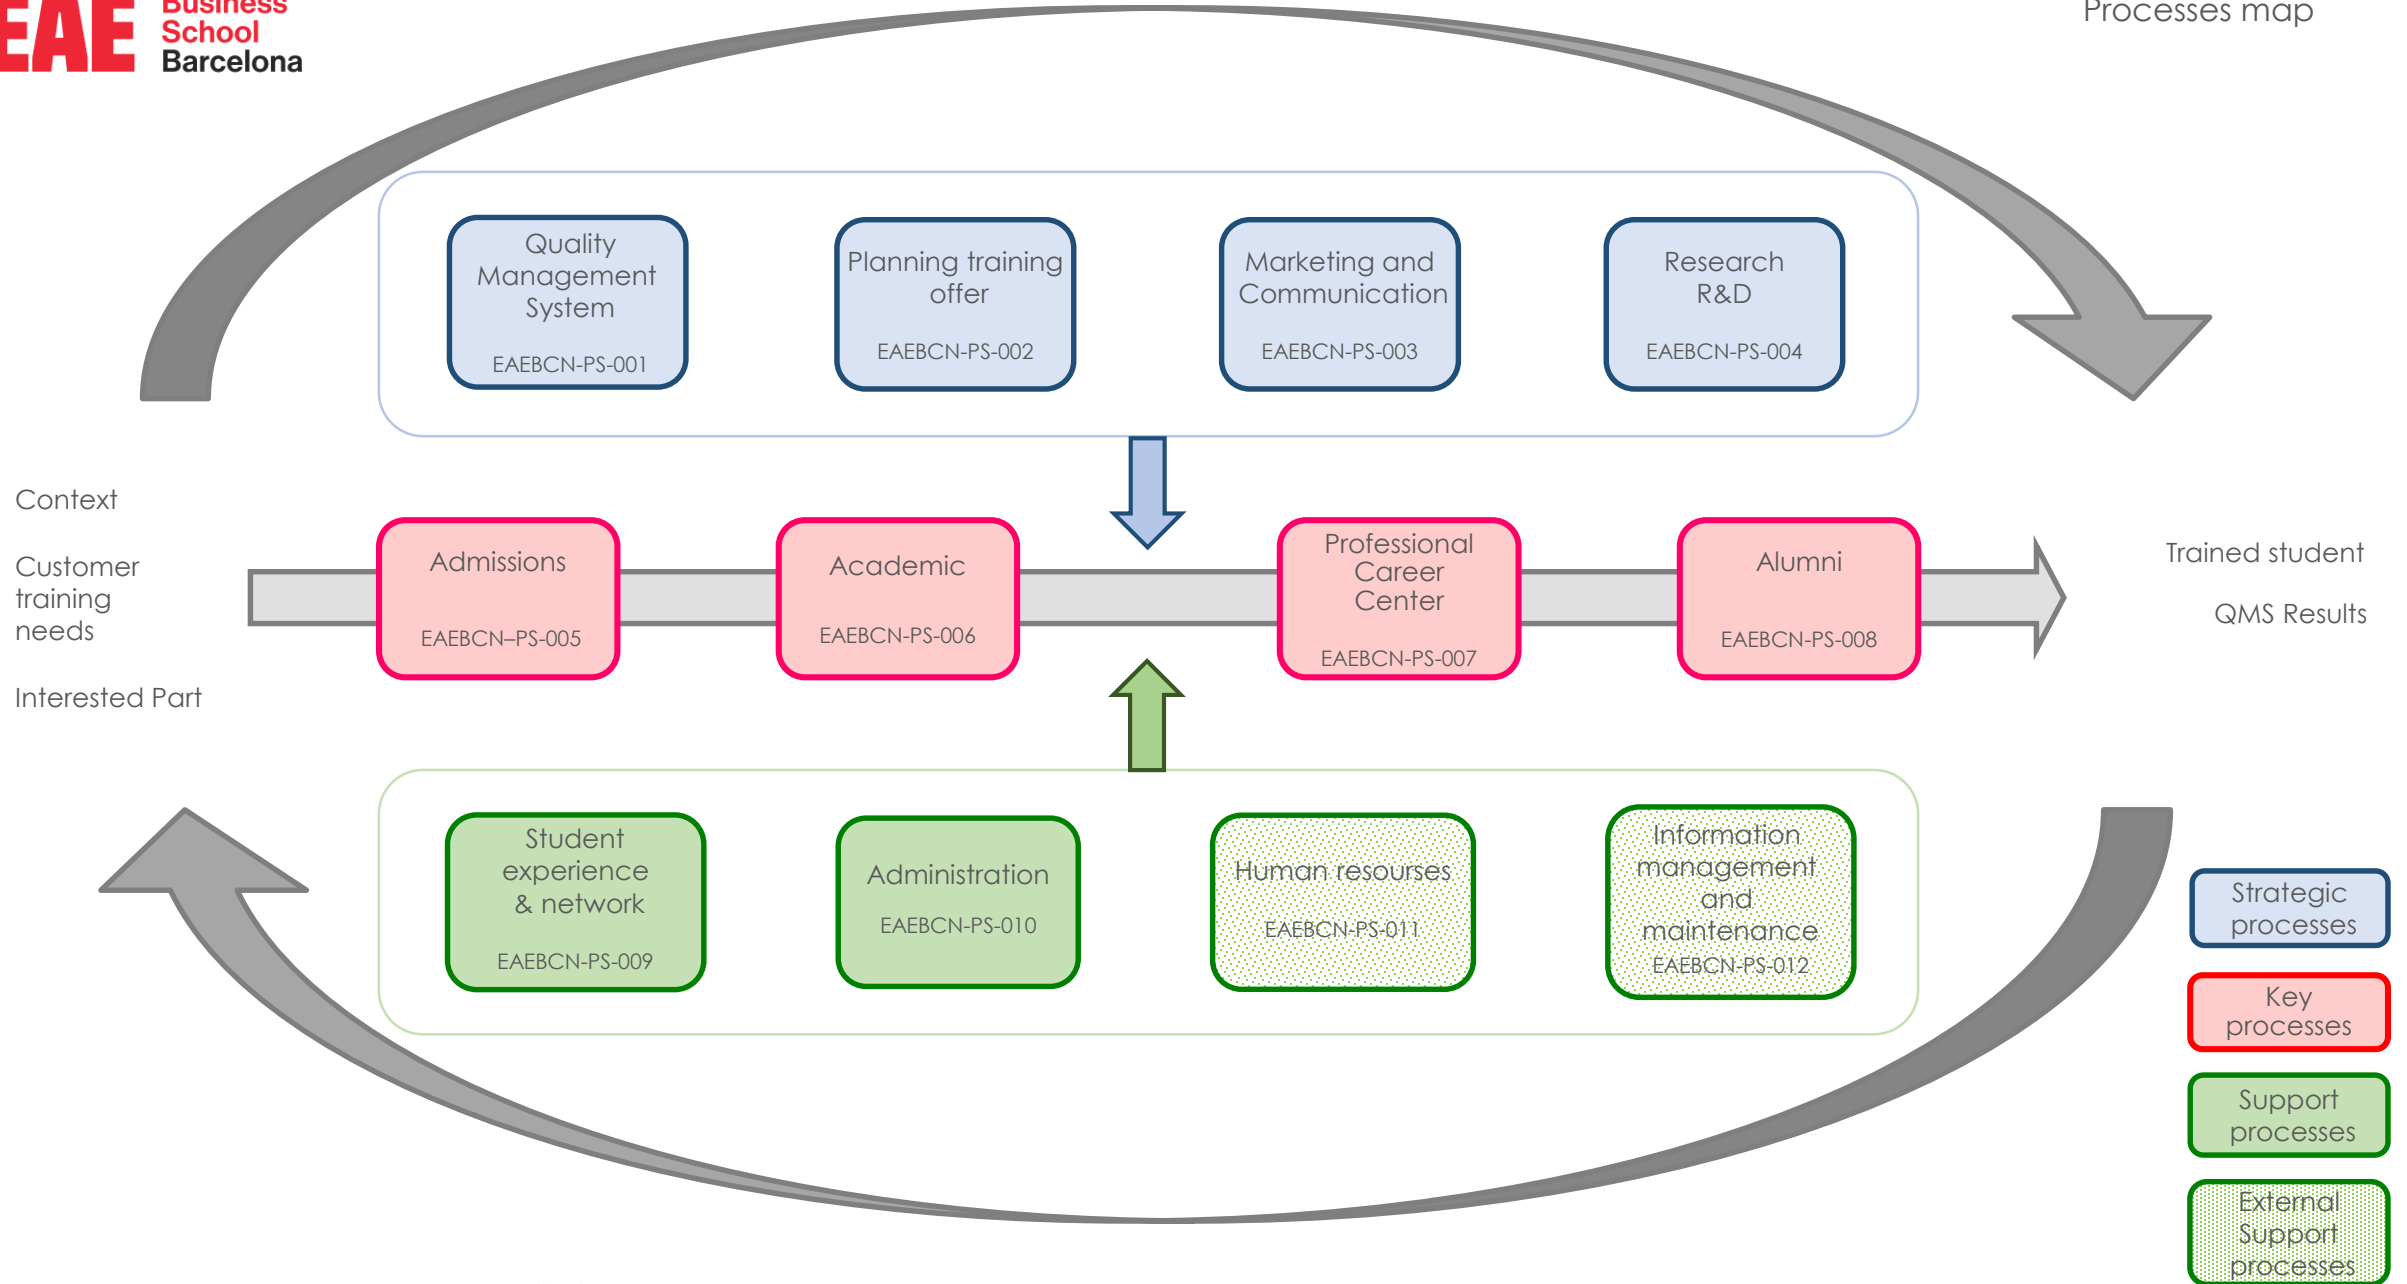 EAE
Business
School
Barcelona
Processes map
Quality
Management
System
EAEBCN-PS-001
Planning training
offer
EAEBCN-PS-002
Marketing and
Communication
EAEBCN-PS-003
Research
R&D
EAEBCN-PS-004
Context
Customer
training
needs
Interested Part
Admissions
EAEBCN–PS-005
Academic
EAEBCN-PS-006
Professional
Career
Center
EAEBCN-PS-007
Alumni
EAEBCN-PS-008
Trained student
QMS Results
Student
experience
& network
EAEBCN-PS-009
Administration
EAEBCN-PS-010
Human resourses
EAEBCN-PS-011
Information
management
and
maintenance
EAEBCN-PS-012
Strategic
processes
Key
processes
Support
processes
External
Support
processes